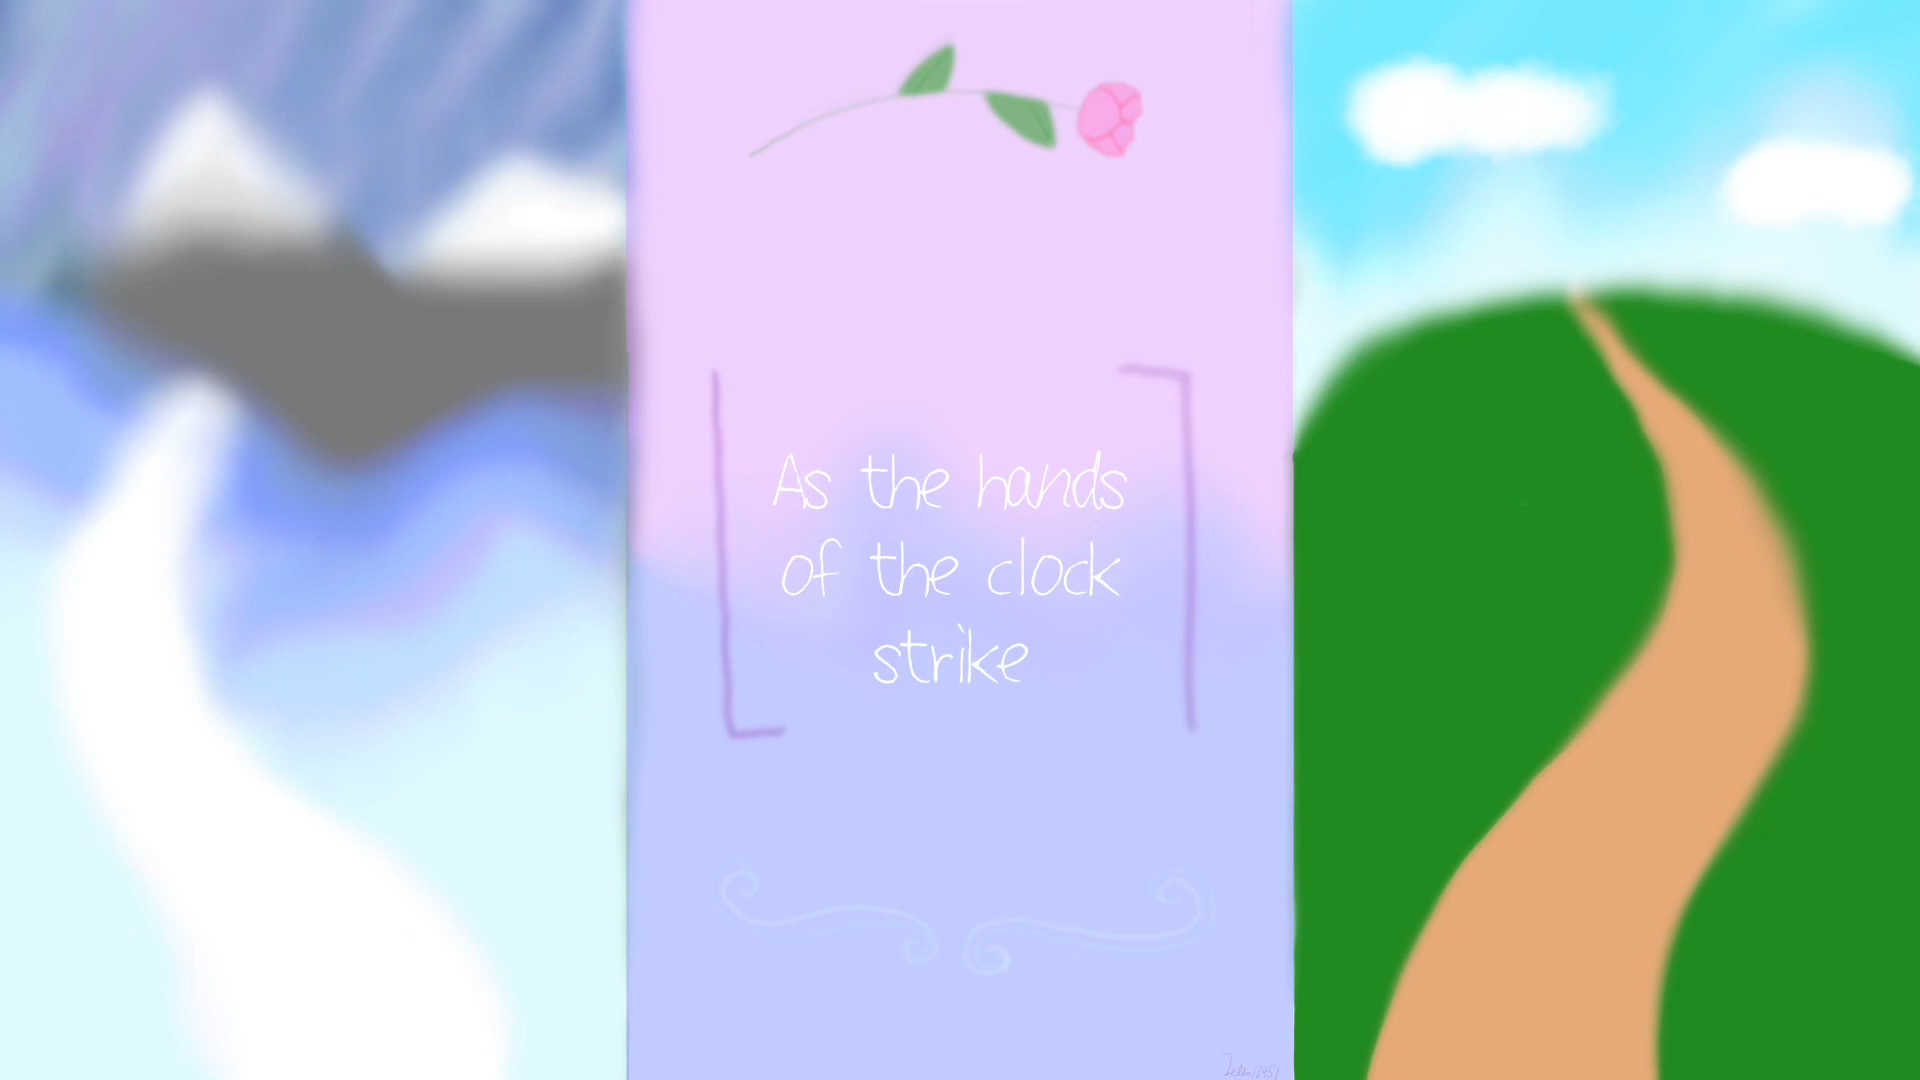 As the hands
of the clock
strike